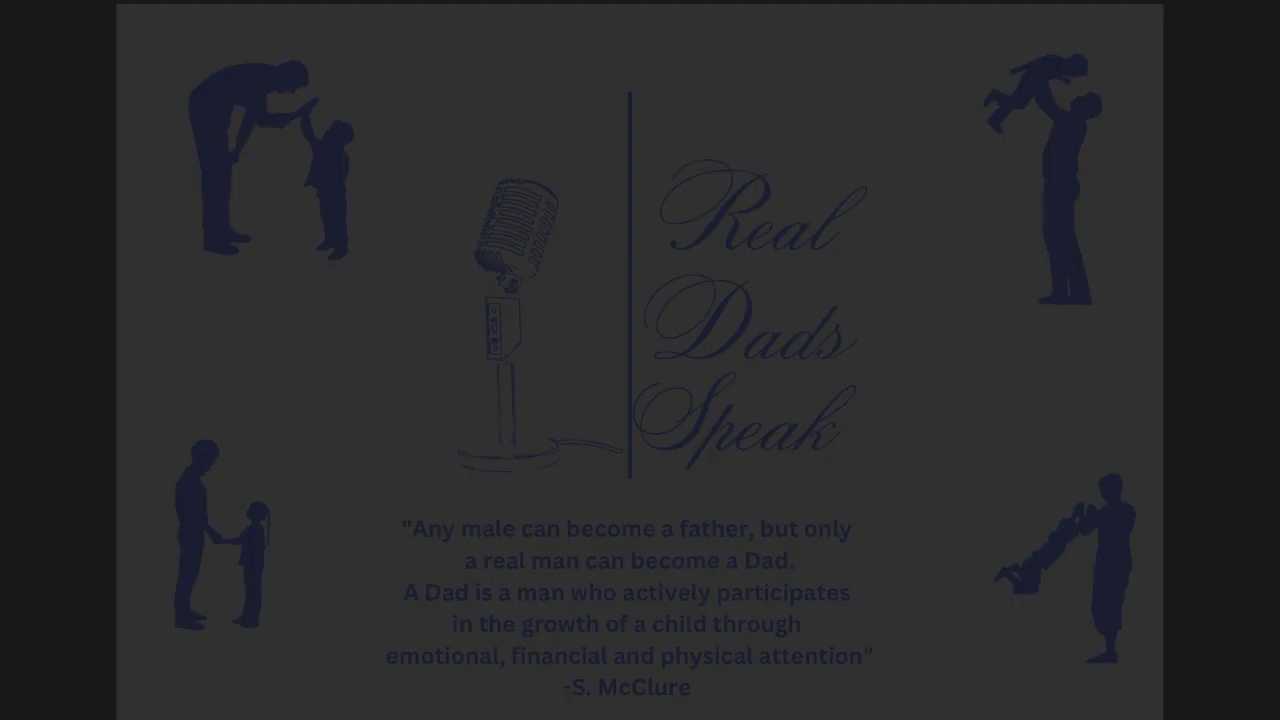 Real
Dads
Speak
"Any male can become a father, but only
a real man can become a Dad.
A Dad is a man who actively participates
in the growth of a child through
emotional, financial and physical attention"
-S. McClure